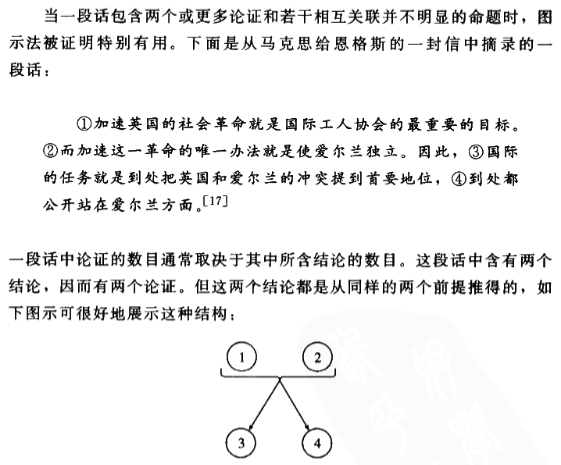 当一段话包含两个或更多论证和若干相互关联并不明显的命题时，图
示法被证明特别有用。下面是从马克思给恩格斯的一封信中摘录的一
段话：
①加速英国的社会革命就是国际工人协会的最重要的目标。
②而加速这一革命的唯一办法就是使爱尔兰独立。因此，③国际
的任务就是到处把英国和爱尔兰的冲突提到首要地位，④到处都
公开站在爱尔兰方面。[17]
一段话中论证的数目通常取决于其中所含结论的数目。这段话中含有两个
结论，因而有两个论证。但这两个结论都是从同样的两个前提推得的，如
下图示可很好地展示这种结构：
1 2
3 4